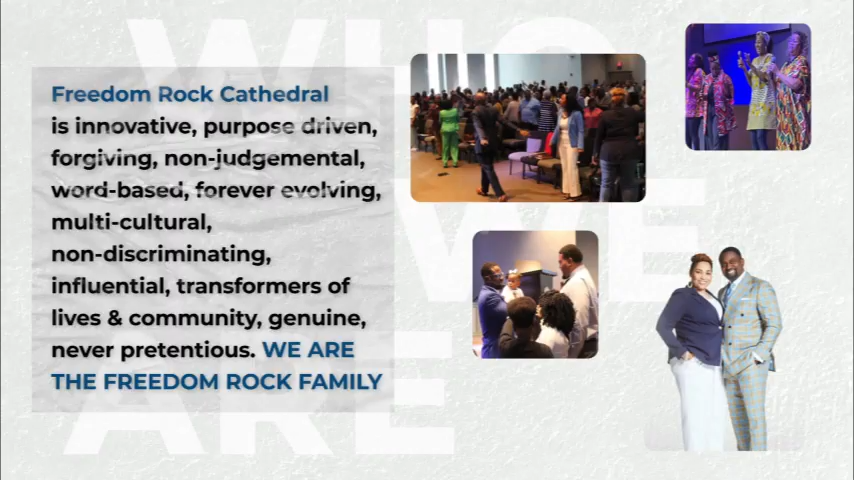 WHO
WE
ARE
Freedom Rock Cathedral
is innovative, purpose driven,
forgiving, non-judgemental,
word-based, forever evolving,
multi-cultural,
non-discriminating,
influential, transformers of
lives & community, genuine,
never pretentious. WE ARE
THE FREEDOM ROCK FAMILY